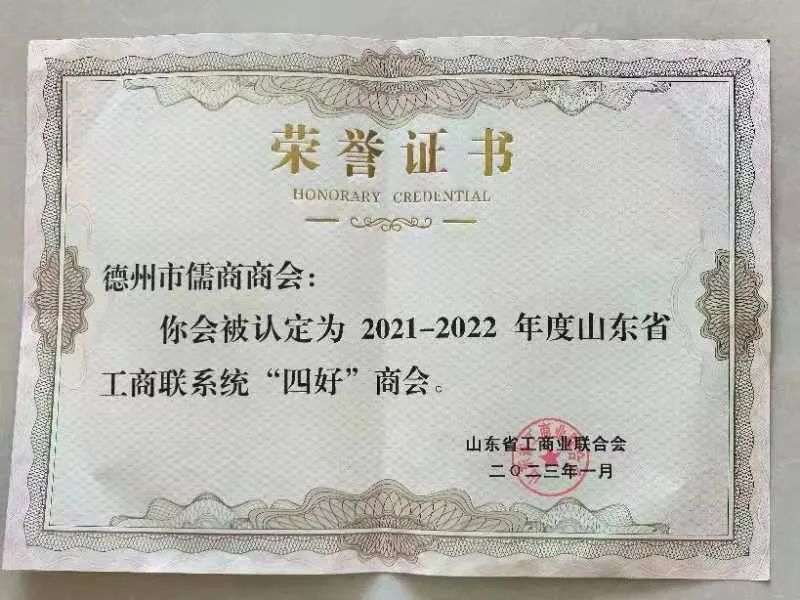 荣誉证书
HONORARY CREDENTIAL
德州市儒商商会：
你会被认定为 2021-2022 年度山东省
工商联系统“四好”商会。
山东省工商业联合会
二〇二三年一月